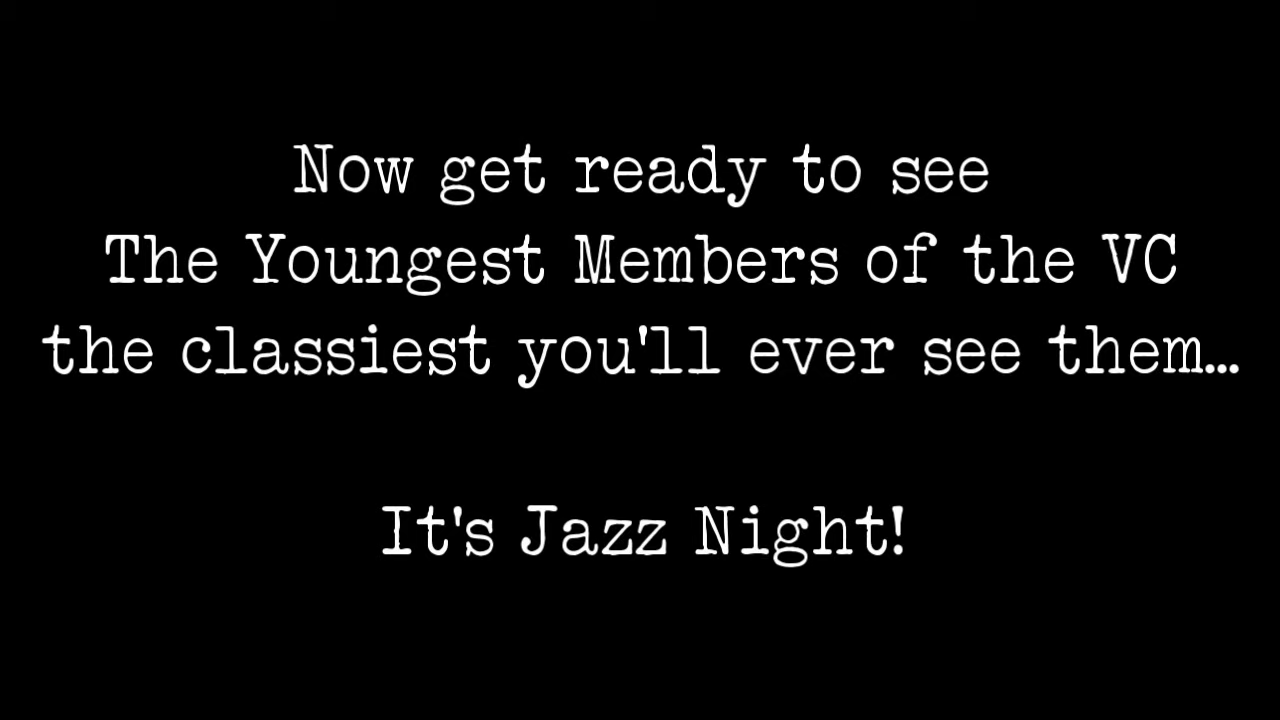 Now get ready to see
The Youngest Members of the VC
the classiest you'll ever see them...
It's Jazz Night!